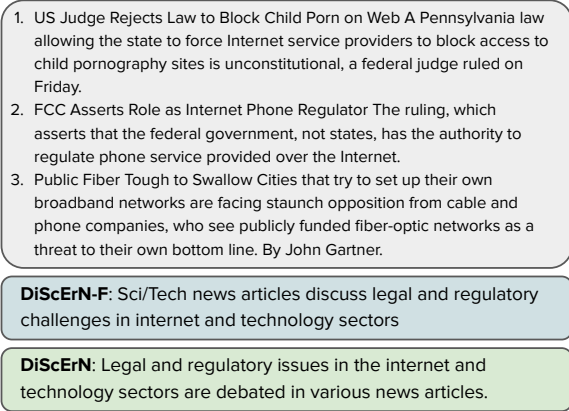 1. US Judge Rejects Law to Block Child Porn on Web A Pennsylvania law
allowing the state to force Internet service providers to block access to
child pornography sites is unconstitutional, a federal judge ruled on
Friday.
2. FCC Asserts Role as Internet Phone Regulator The ruling, which
asserts that the federal government, not states, has the authority to
regulate phone service provided over the Internet.
3. Public Fiber Tough to Swallow Cities that try to set up their own
broadband networks are facing staunch opposition from cable and
phone companies, who see publicly funded fiber-optic networks as a
threat to their own bottom line. By John Gartner.
DiScErN-F: Sci/Tech news articles discuss legal and regulatory
challenges in internet and technology sectors
DiScErN: Legal and regulatory issues in the internet and
technology sectors are debated in various news articles.